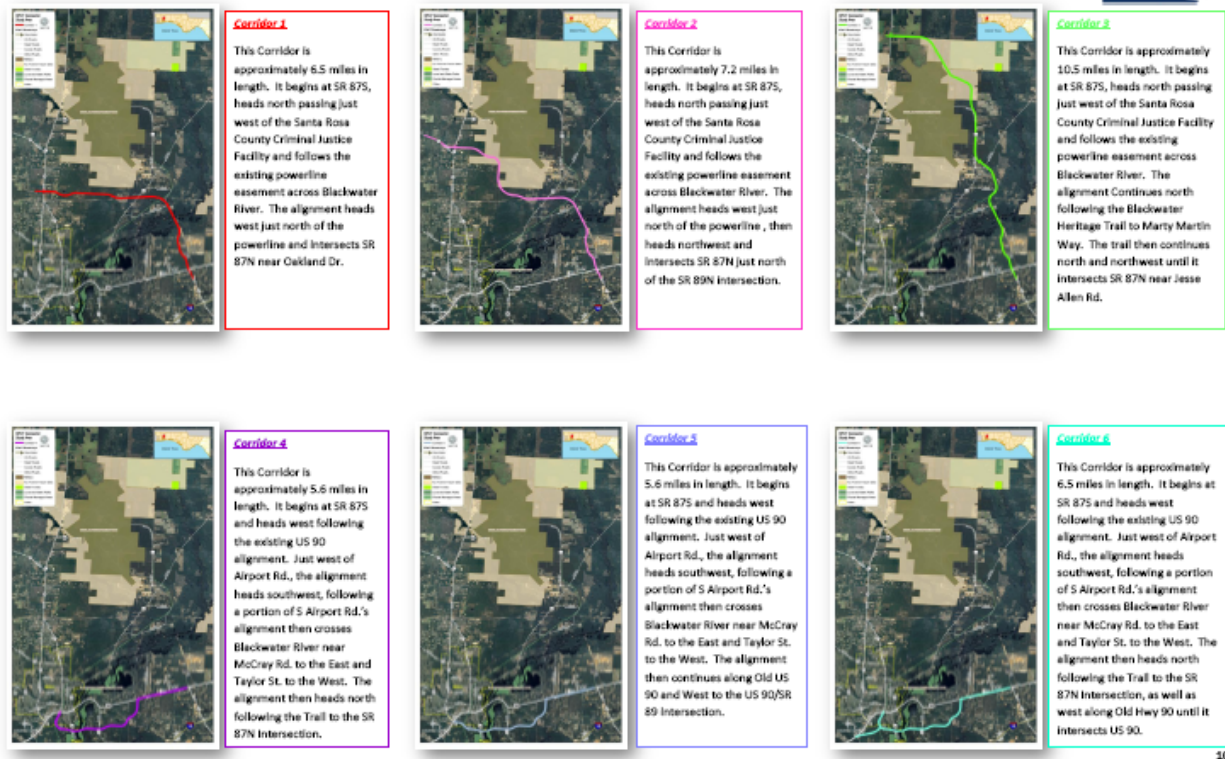 Corridor 1
This Corridor is
approximately 6.5 miles in
length. It begins at SR 87S,
heads north passing just
west of the Santa Rosa
County Criminal Justice
Facility and follows the
existing powerline
easement across Blackwater
River. The alignment heads
west just north of the
powerline and intersects SR
87N near Oakland Dr.
Corridor 2
This Corridor is
approximately 7.2 miles in
length. It begins at SR 87S,
heads north passing just
west of the Santa Rosa
County Criminal Justice
Facility and follows the
existing powerline easement
across Blackwater River. The
alignment heads west just
north of the powerline , then
heads northwest and
intersects SR 87N just north
of the SR 89N intersection.
Corridor 3
This Corridor is approximately
10.5 miles in length. It begins
at SR 87S, heads north passing
just west of the Santa Rosa
County Criminal Justice Facility
and follows the existing
powerline easement across
Blackwater River. The
alignment Continues north
following the Blackwater
Heritage Trail to Marty Martin
Way. The trail then continues
north and northwest until it
intersects SR 87N near Jesse
Allen Rd.
Corridor 4
This Corridor is
approximately 5.6 miles in
length. It begins at SR 87S
and heads west following
the existing US 90
alignment. Just west of
Airport Rd., the alignment
heads southwest, following
a portion of S Airport Rd.'s
alignment then crosses
Blackwater River near
McCray Rd. to the East and
Taylor St. to the West. The
alignment then heads north
following the Trail to the SR
87N Intersection.
Corridor 5
This Corridor is approximately
5.6 miles in length. It begins
at SR 87S and heads west
following the existing US 90
alignment. Just west of
Airport Rd., the alignment
heads southwest, following a
portion of S Airport Rd.'s
alignment then crosses
Blackwater River near McCray
Rd. to the East and Taylor St.
to the West. The alignment
then continues along Old US
90 and West to the US 90/SR
89 Intersection.
Corridor 6
This Corridor is approximately
6.5 miles in length. It begins at
SR 87S and heads west
following the existing US 90
alignment. Just west of Airport
Rd., the alignment heads
southwest, following a portion
of S Airport Rd.'s alignment
then crosses Blackwater River
near McCray Rd. to the East
and Taylor St. to the West. The
alignment then heads north
following the Trail to the SR
87N Intersection, as well as
west along Old Hwy 90 until it
intersects US 90.